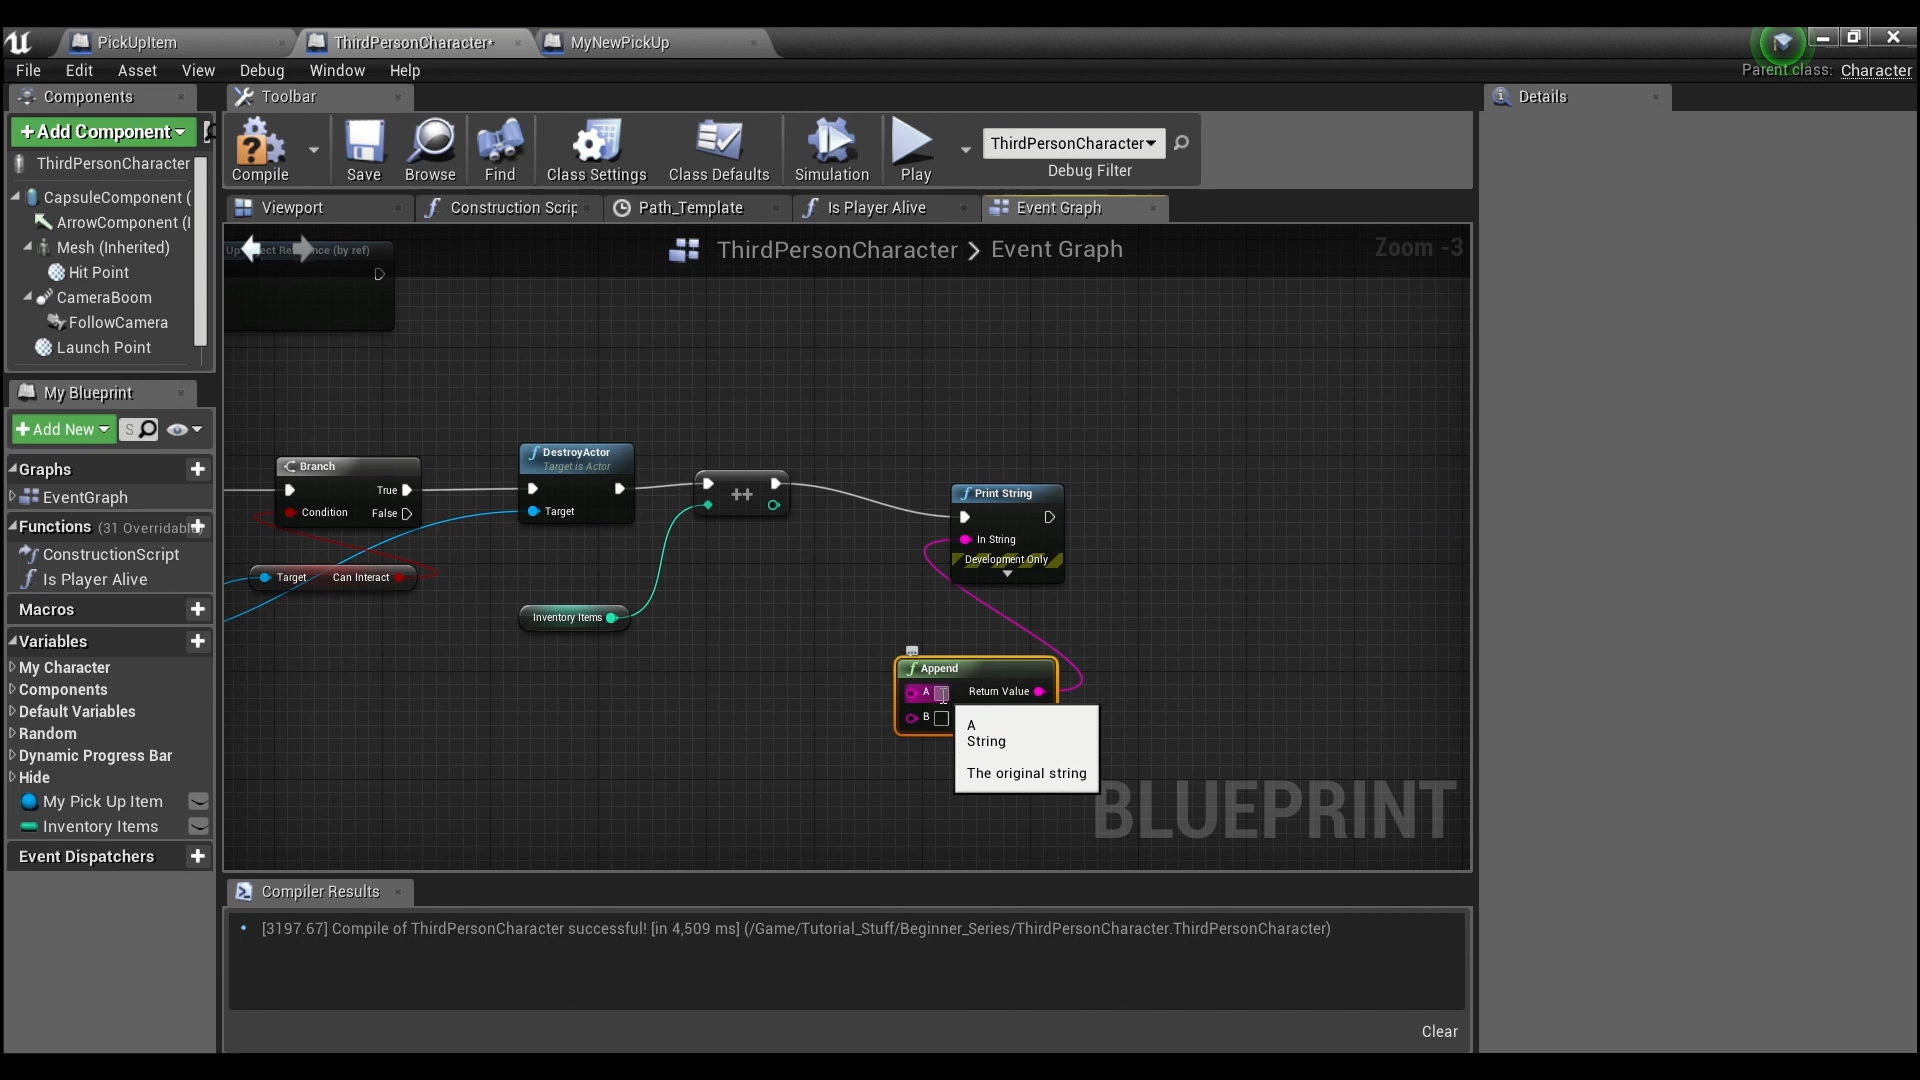 PickUpItem
ThirdPersonCharacter*
MyNewPickUp
File Edit Asset View Debug Window Help
Parent class: Character
Components
Toolbar
Details
+Add Component
ThirdPersonCharacter
CapsuleComponent (
ArrowComponent (I
Mesh (Inherited)
Hit Point
CameraBoom
FollowCamera
Launch Point
Compile
Save
Browse
Find
Class Settings
Class Defaults
Simulation
Play
ThirdPersonCharacter
Debug Filter
Viewport
Construction Scrip
Path_Template
Is Player Alive
Event Graph
ThirdPersonCharacter > Event Graph
Zoom -3
(by ref)
My Blueprint
+Add New
S
Graphs
EventGraph
Functions (31 Overridabl
ConstructionScript
Is Player Alive
Macros
Variables
My Character
Components
Default Variables
Random
Dynamic Progress Bar
Hide
My Pick Up Item
Inventory Items
Event Dispatchers
Branch
True
Condition
False
Target Can Interact
DestroyActor
Target is Actor
Target
++
Inventory Items
Print String
In String
Development Only
Append
A
Return Value
B
A
String
The original string
BLUEPRINT
Compiler Results
[3197.67] Compile of ThirdPersonCharacter successful! [in 4,509 ms] (/Game/Tutorial_Stuff/Beginner_Series/ThirdPersonCharacter.ThirdPersonCharacter)
Clear